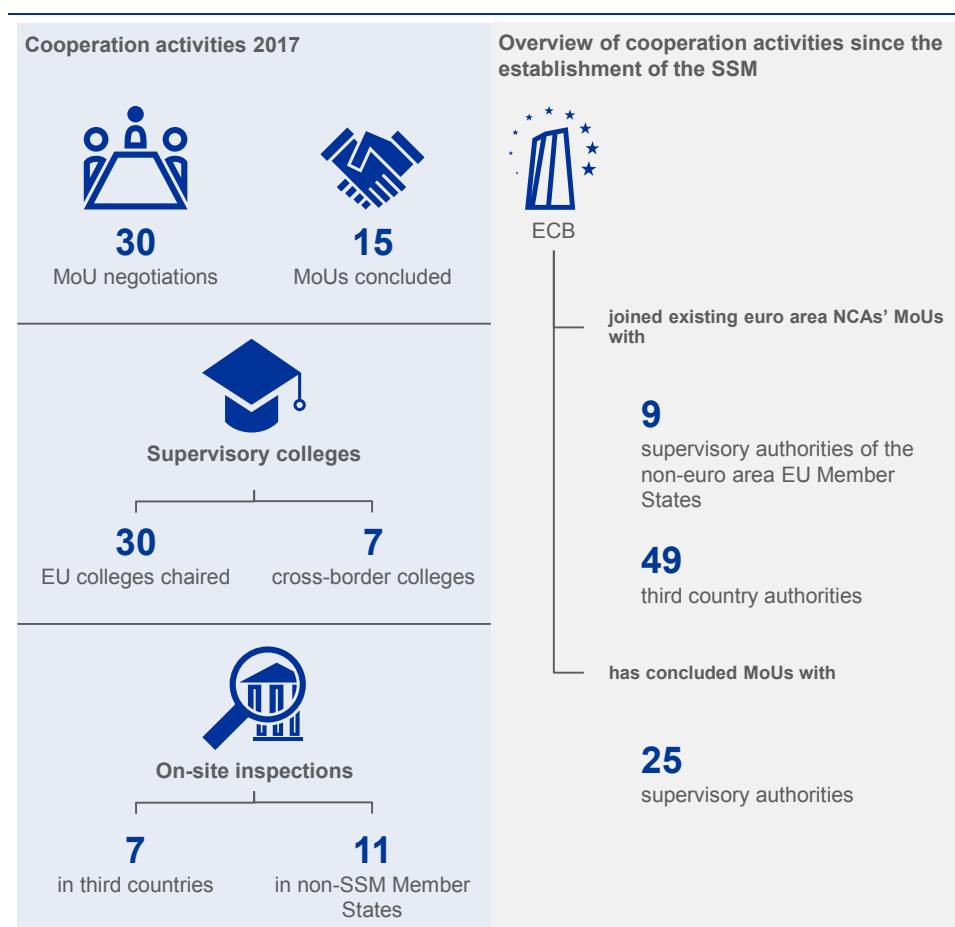 Cooperation activities 2017
30
MoU negotiations
15
MoUs concluded
Supervisory colleges
30
EU colleges chaired
7
cross-border colleges
On-site inspections
7
in third countries
11
in non-SSM Member
States
Overview of cooperation activities since the
establishment of the SSM
ECB
joined existing euro area NCAs’ MoUs
with
9
supervisory authorities of the
non-euro area EU Member
States
49
third country authorities
has concluded MoUs with
25
supervisory authorities